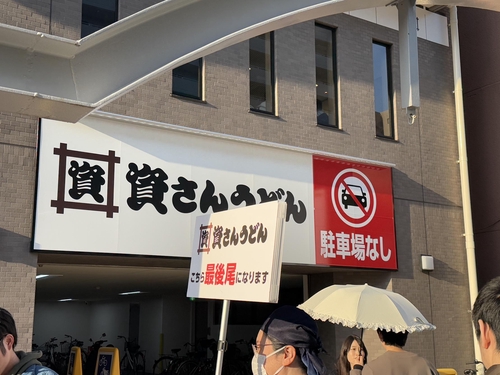 資 資さんうどん
駐車場なし
資 資さんうどん
こちら最後尾になります